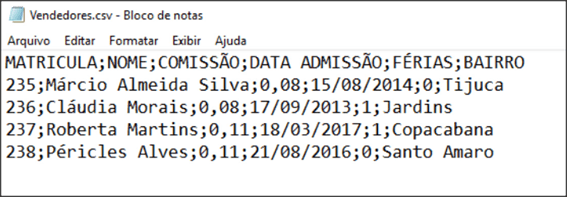 Vendedores.csv - Bloco de notas
Arquivo Editar Formatar Exibir Ajuda
MATRICULA;NOME;COMISSÃO;DATA ADMISSÃO;FÉRIAS;BAIRRO
235;Márcio Almeida Silva;0,08;15/08/2014;0;Tijuca
236;Cláudia Morais;0,08;17/09/2013;1;Jardins
237;Roberta Martins;0,11;18/03/2017;1;Copacabana
238;Péricles Alves;0,11;21/08/2016;0;Santo Amaro